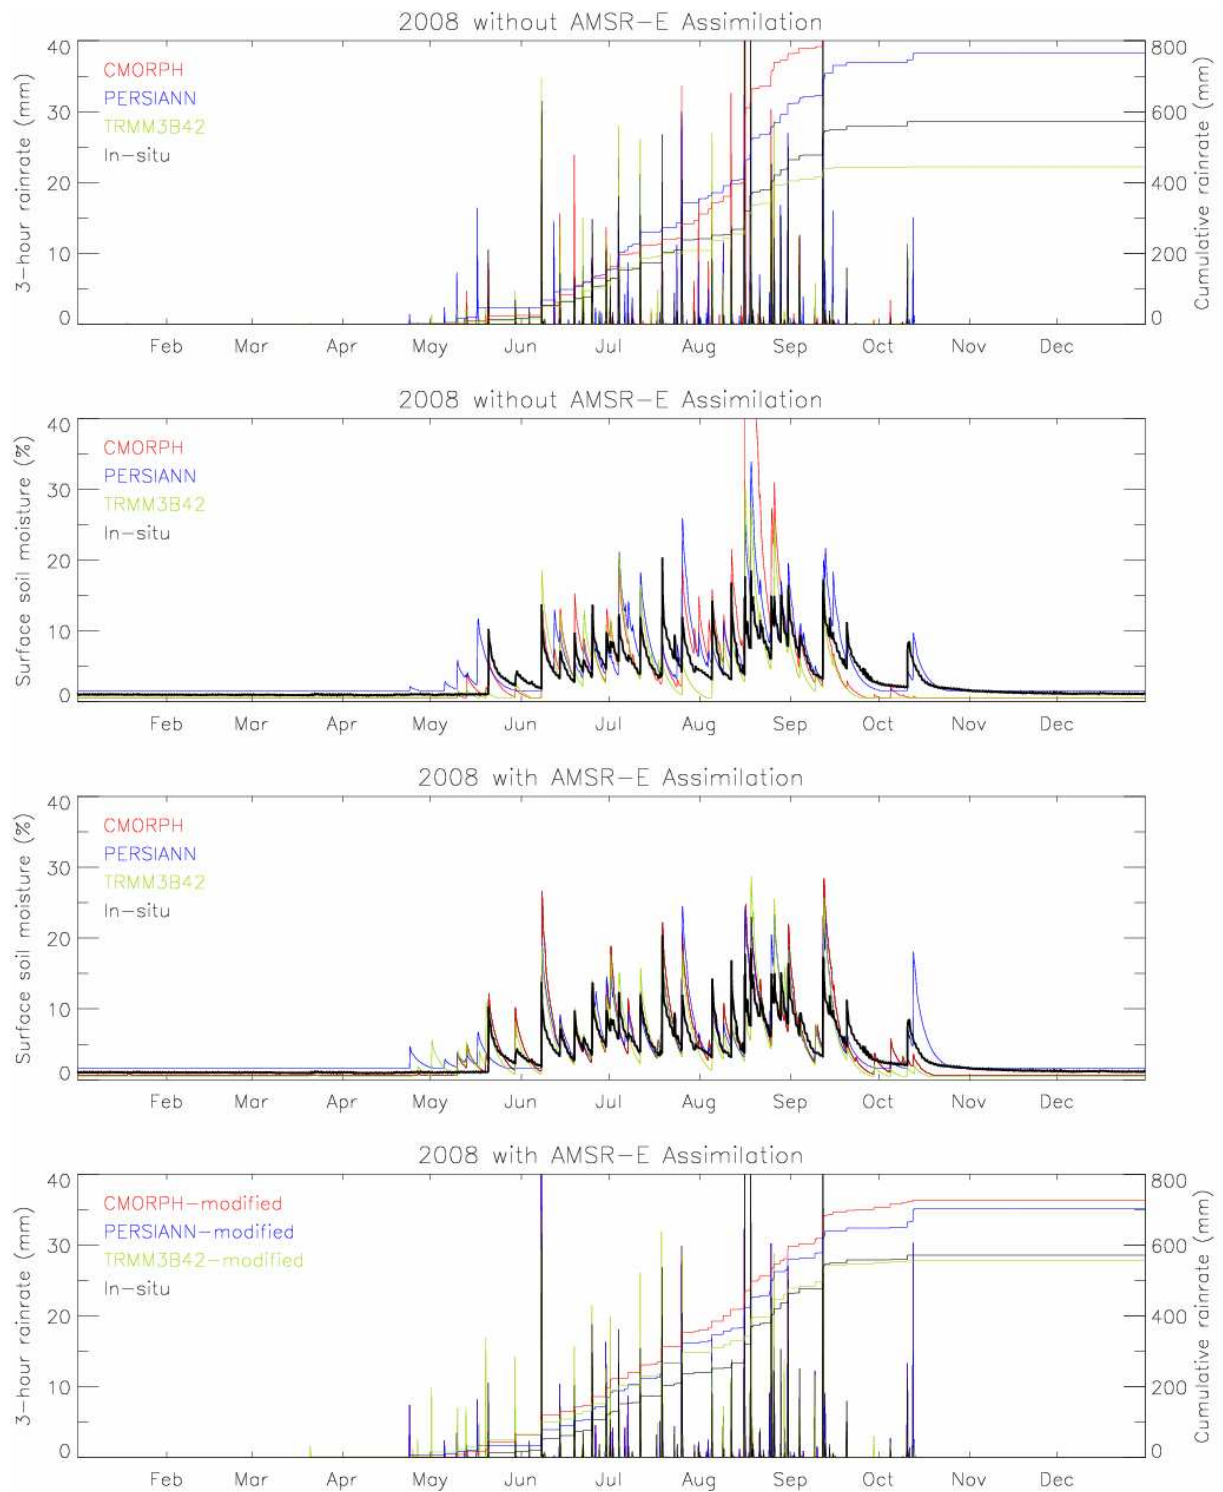 2008 without AMSR-E Assimilation
3-hour rainrate (mm)
Cumulative rainrate (mm)
40
30
20
10
0
800
600
400
200
0
CMORPH
PERSIANN
TRMM3B42
In-situ
Feb Mar Apr May Jun Jul Aug Sep Oct Nov Dec
2008 without AMSR-E Assimilation
Surface soil moisture (%)
40
30
20
10
0
CMORPH
PERSIANN
TRMM3B42
In-situ
Feb Mar Apr May Jun Jul Aug Sep Oct Nov Dec
2008 with AMSR-E Assimilation
Surface soil moisture (%)
40
30
20
10
0
CMORPH
PERSIANN
TRMM3B42
In-situ
Feb Mar Apr May Jun Jul Aug Sep Oct Nov Dec
2008 with AMSR-E Assimilation
3-hour rainrate (mm)
Cumulative rainrate (mm)
40
30
20
10
0
800
600
400
200
0
CMORPH-modified
PERSIANN-modified
TRMM3B42-modified
In-situ
Feb Mar Apr May Jun Jul Aug Sep Oct Nov Dec